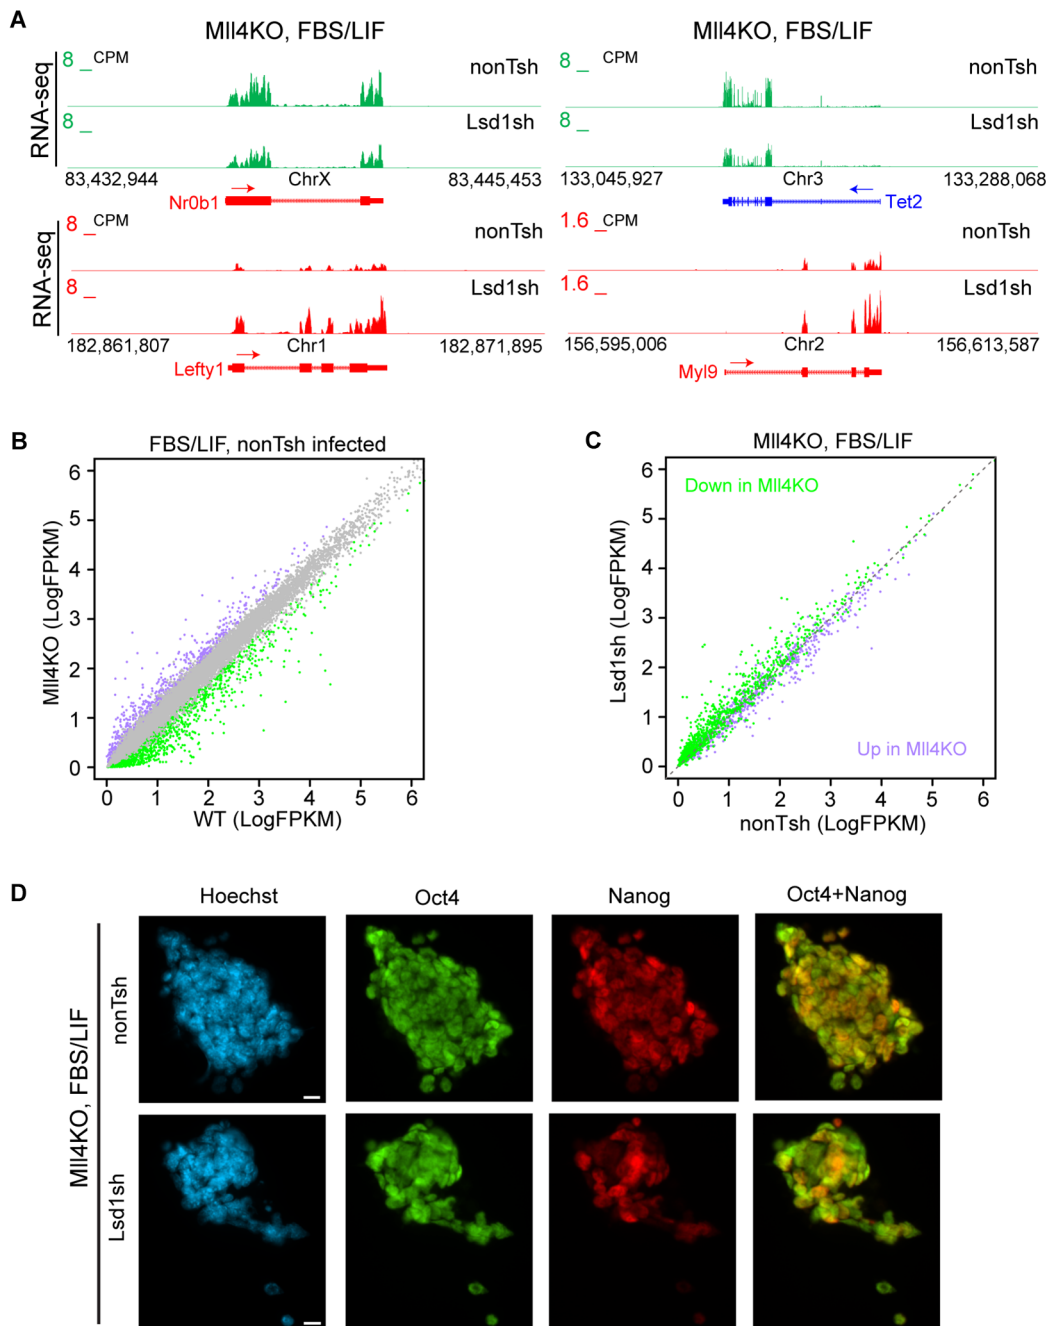 A
Mll4KO, FBS/LIF
Mll4KO, FBS/LIF
RNA-seq
8 _ CPM
nonTsh
8 _
Lsd1sh
83,432,944
ChrX
83,445,453
Nr0b1
8 _ CPM
nonTsh
8 _
Lsd1sh
133,045,927
Chr3
133,288,068
Tet2
RNA-seq
8 _ CPM
nonTsh
8 _
Lsd1sh
182,861,807
Chr1
182,871,895
Lefty1
1.6 _ CPM
nonTsh
1.6 _
Lsd1sh
156,595,006
Chr2
156,613,587
Myl9
B
FBS/LIF, nonTsh infected
Mll4KO (LogFPKM)
6
5
4
3
2
1
0
0 1 2 3 4 5 6
WT (LogFPKM)
C
Mll4KO, FBS/LIF
Down in Mll4KO
Up in Mll4KO
Lsd1sh (LogFPKM)
6
5
4
3
2
1
0
0 1 2 3 4 5 6
nonTsh (LogFPKM)
D
Hoechst
Oct4
Nanog
Oct4+Nanog
Mll4KO, FBS/LIF
nonTsh
Lsd1sh